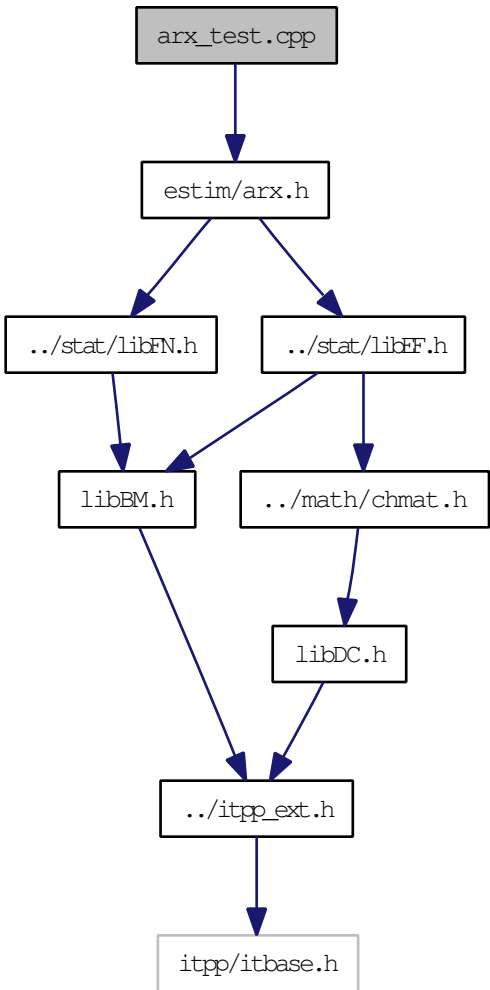 arx_test.cpp
estim/arx.h
../stat/libFN.h
../stat/libEF.h
libBM.h
../math/chmat.h
libDC.h
../itpp_ext.h
itpp/itbase.h